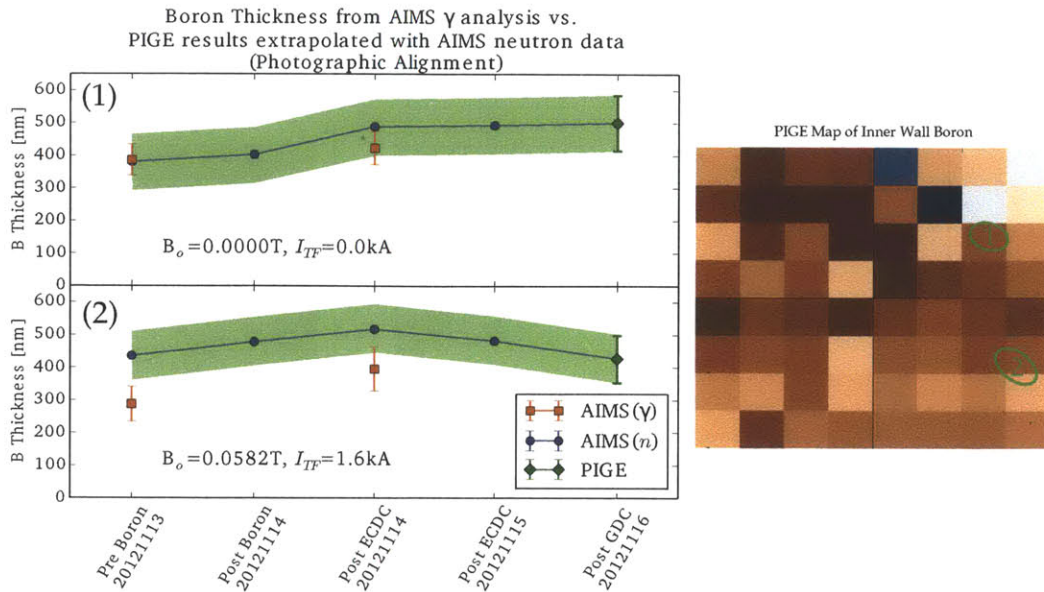 Boron Thickness from AIMS γ analysis vs.
PIGE results extrapolated with AIMS neutron data
(Photographic Alignment)
(1)
B Thickness [nm]
600
500
400
300
200
100
0
B_o=0.0000T, I_TF=0.0kA
(2)
B Thickness [nm]
600
500
400
300
200
100
0
B_o=0.0582T, I_TF=1.6kA
AIMS(γ)
AIMS(n)
PIGE
Pre Boron
20121113
Post Boron
20121114
Post ECDC
20121114
Post ECDC
20121115
Post GDC
20121116
PIGE Map of Inner Wall Boron
1
2